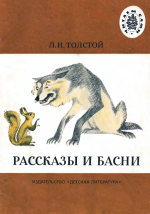 Л.Н.ТОЛСТОЙ
РАССКАЗЫ И БАСНИ
ИЗДАТЕЛЬСТВО «ДЕТСКАЯ ЛИТЕРАТУРА»